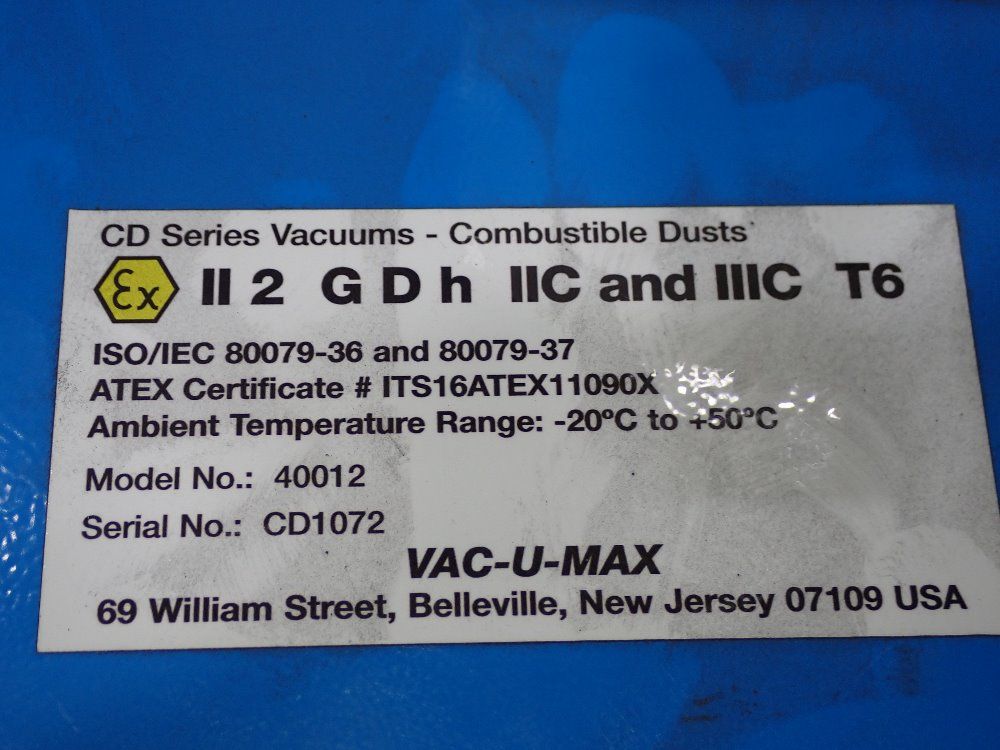 CD Series Vacuums - Combustible Dusts
Ex II 2 G D h IIC and IIIC T6
ISO/IEC 80079-36 and 80079-37
ATEX Certificate # ITS16ATEX11090X
Ambient Temperature Range: -20ºC to +50°C
Model No.: 40012
Serial No.: CD1072
VAC-U-MAX
69 William Street, Belleville, New Jersey 07109 USA